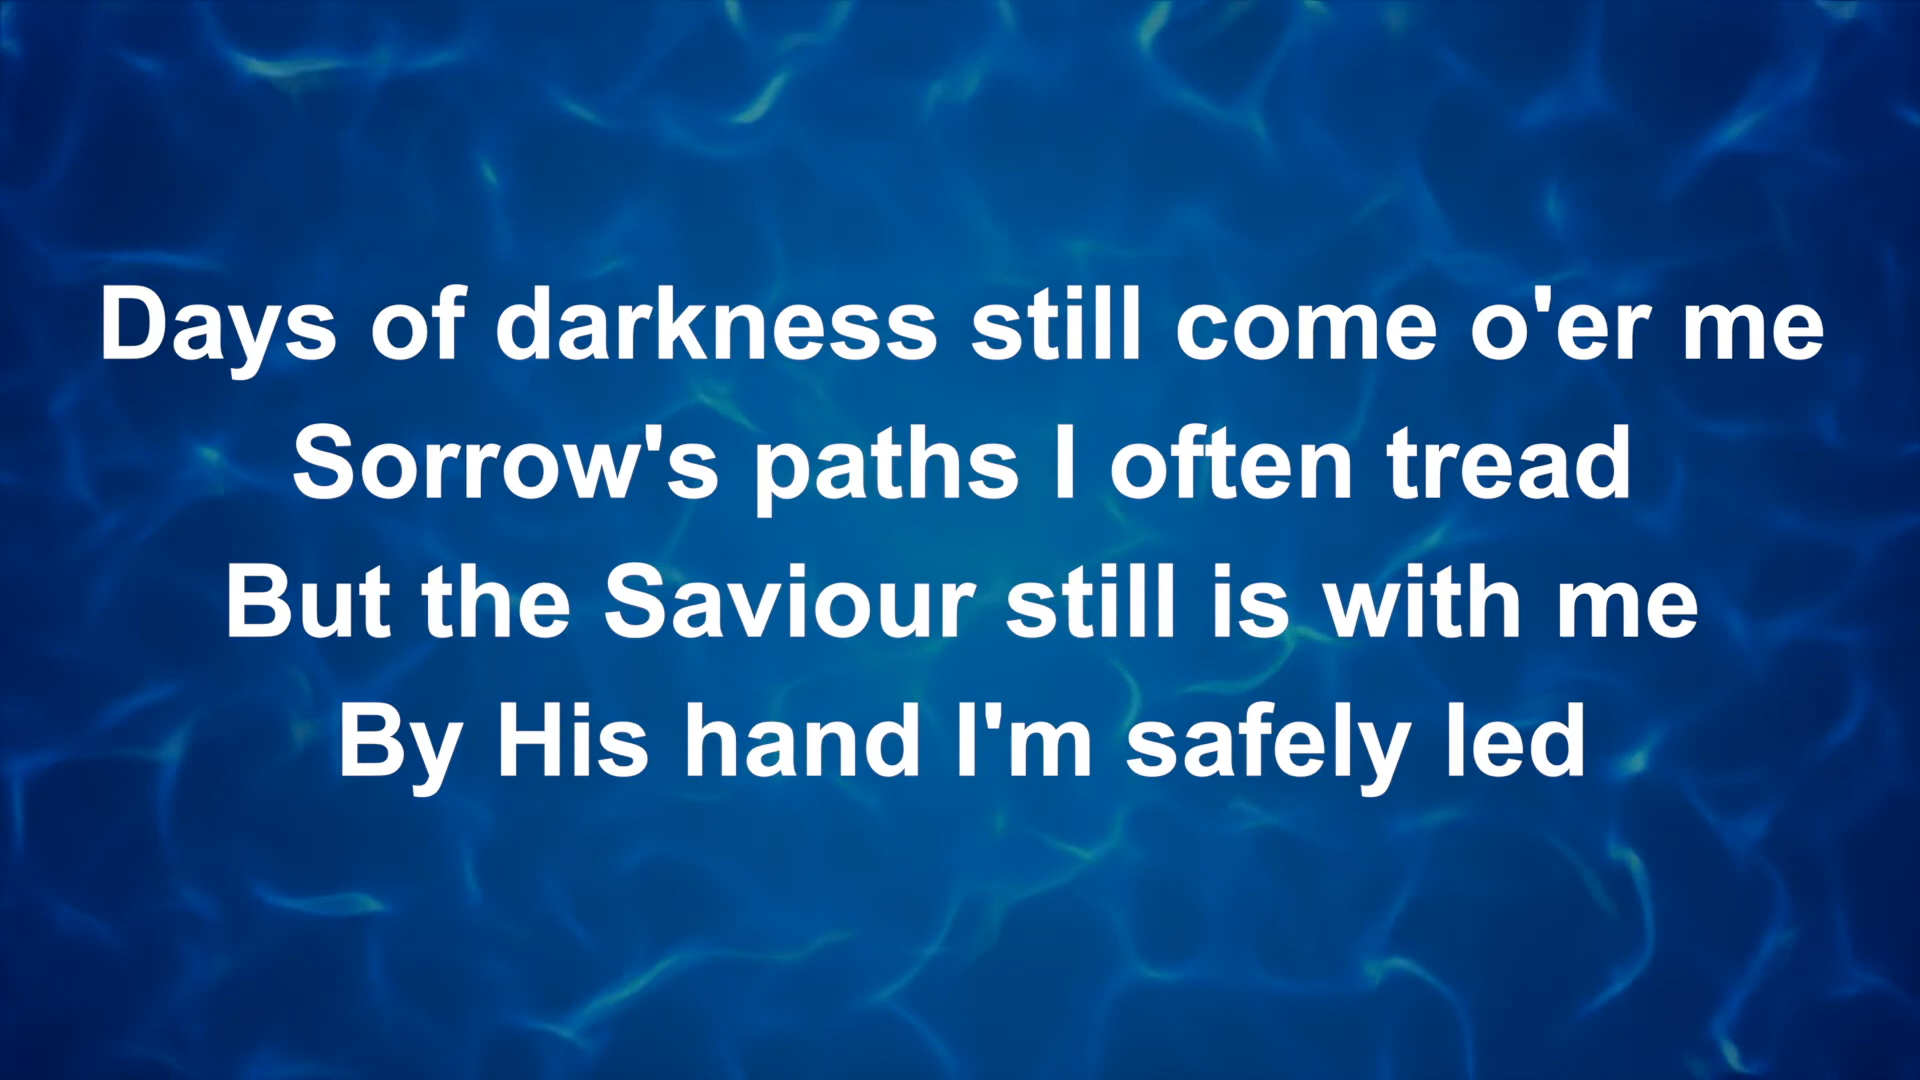 Days of darkness still come o'er me
Sorrow's paths I often tread
But the Saviour still is with me
By His hand I'm safely led